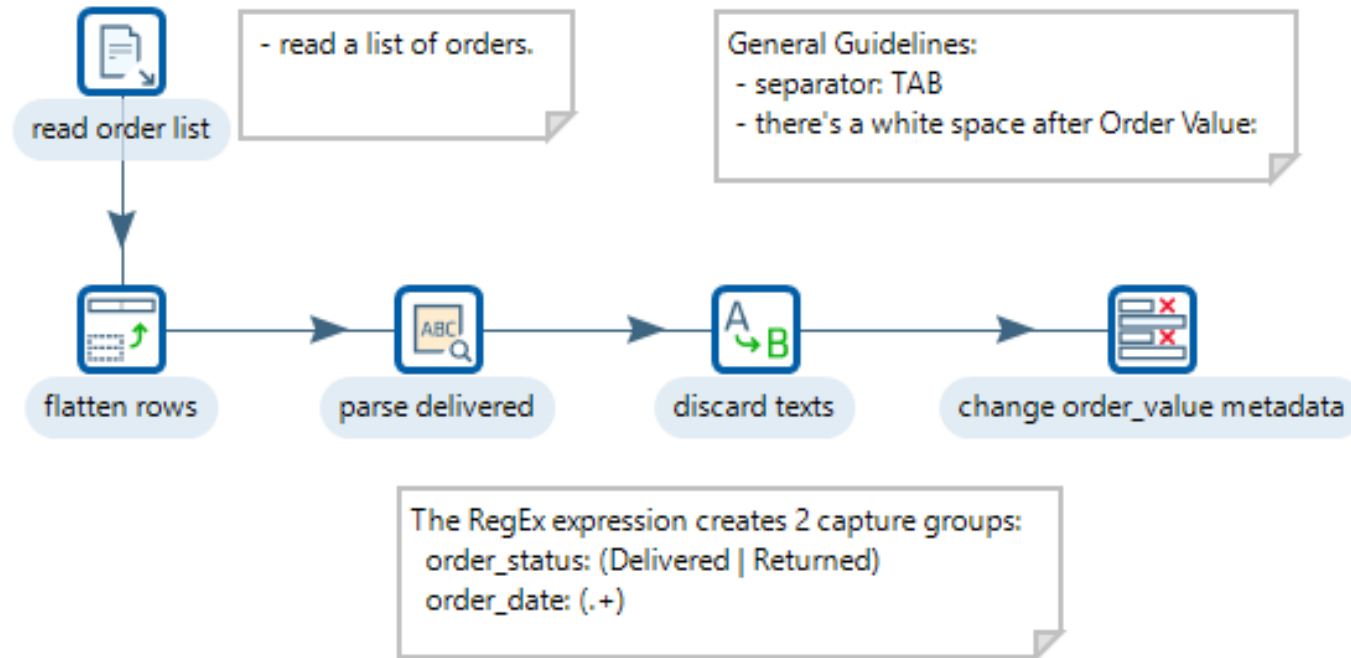 - read a list of orders.
General Guidelines:
- separator: TAB
- there's a white space after Order Value:
read order list
ABC
A
B
flatten rows
parse delivered
discard texts
change order_value metadata
The RegEx expression creates 2 capture groups:
order_status: (Delivered | Returned)
order_date: (.+)